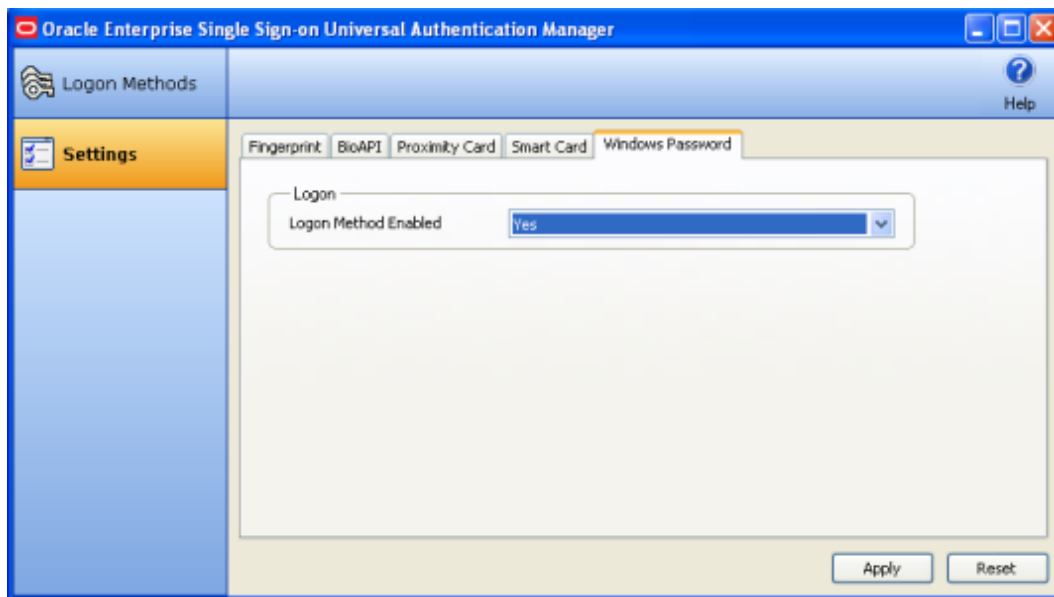 Oracle Enterprise Single Sign-on Universal Authentication Manager
Logon Methods
Help
Settings
Fingerprint BioAPI Proximity Card Smart Card Windows Password
Logon
Logon Method Enabled Yes
Apply Reset